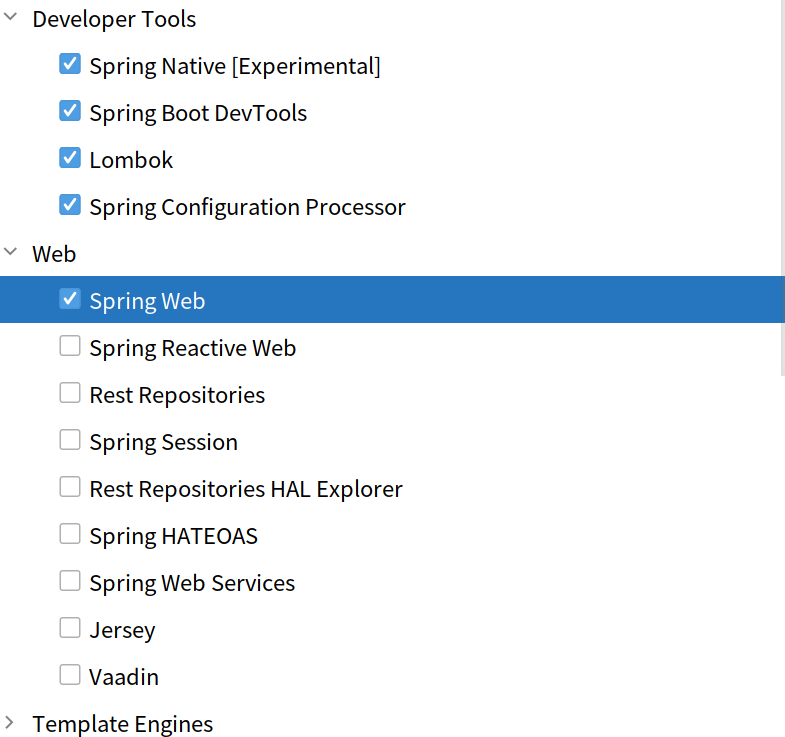 Developer Tools
Spring Native [Experimental]
Spring Boot DevTools
Lombok
Spring Configuration Processor
Web
Spring Web
Spring Reactive Web
Rest Repositories
Spring Session
Rest Repositories HAL Explorer
Spring HATEOAS
Spring Web Services
Jersey
Vaadin
Template Engines